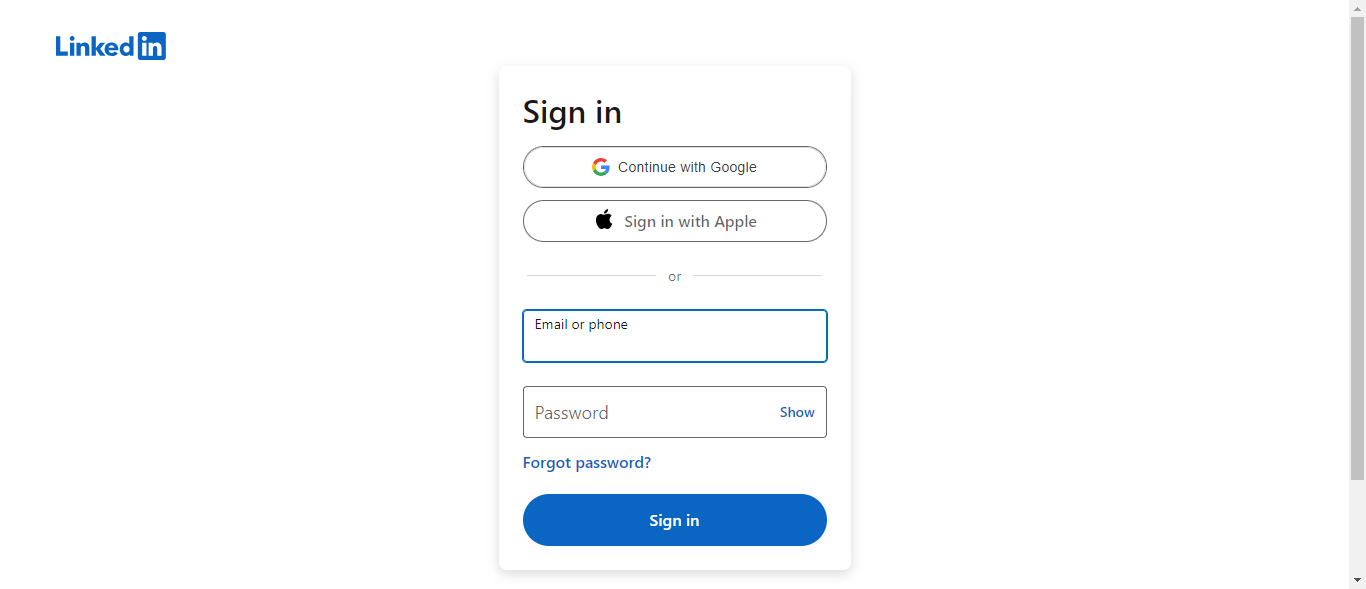 Linkedin
Sign in
Continue with Google
Sign in with Apple
or
Email or phone
Password Show
Forgot password?
Sign in